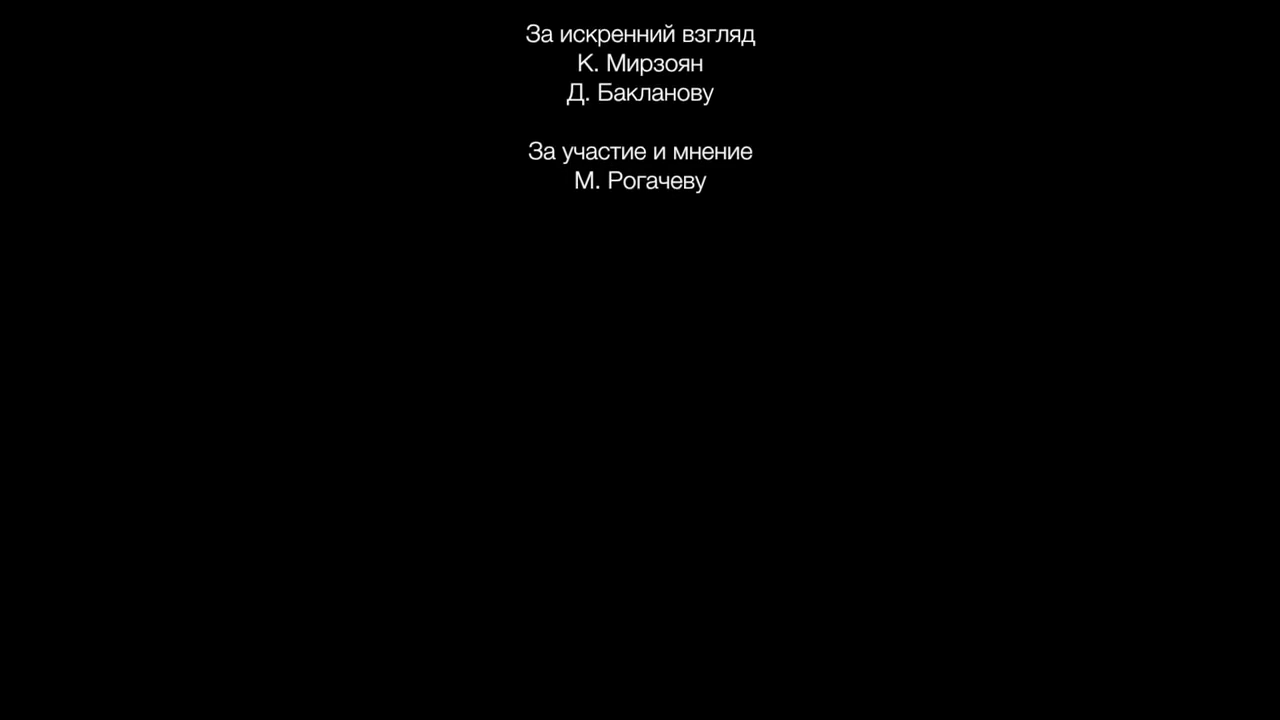 За искренний взгляд
К. Мирзоян
Д. Бакланову
За участие и мнение
М. Рогачеву